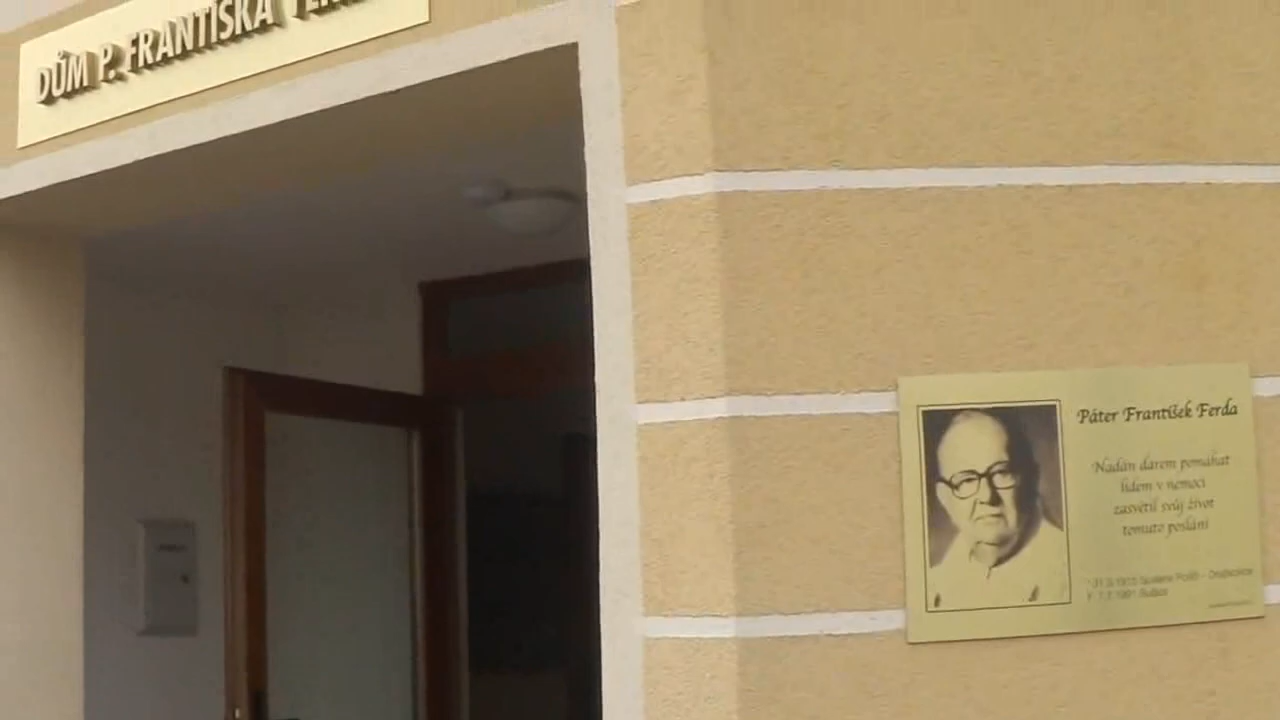 DŮM P. FRANTIŠKA
Páter František Ferda
Nadán darem pomáhat
lidem v nemoci
zasvětil svůj život
tomuto poslání